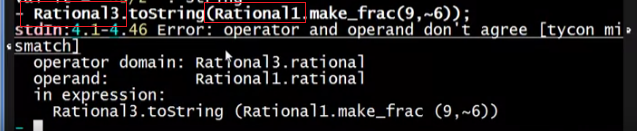 - Rational3.toString(Rational1.make_frac(9,~6));
stdIn:4.1-4.46 Error: operator and operand don't agree [tycon mi
smatch]
operator domain: Rational3.rational
operand: Rational1.rational
in expression:
Rational3.toString (Rational1.make_frac (9,~6))
-